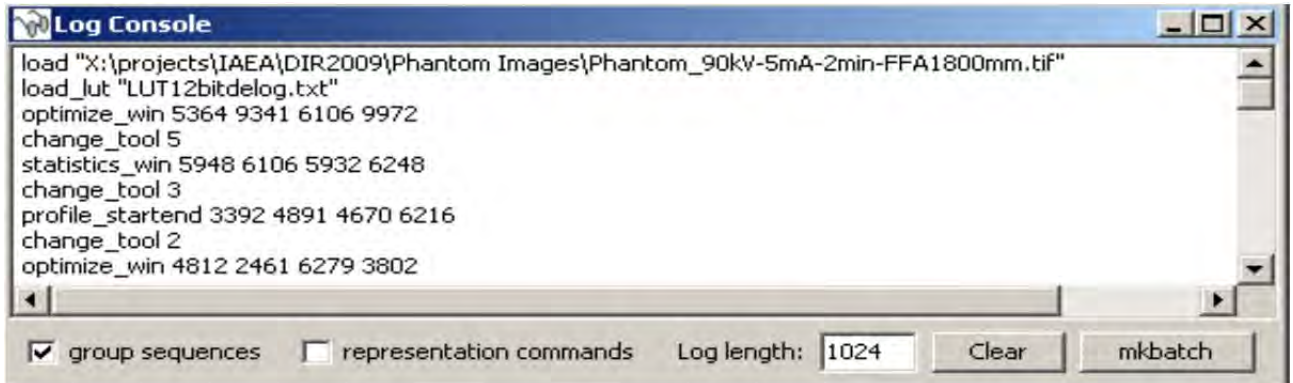 Log Console
load "X:\projects\IAEA\DIR2009\Phantom Images\Phantom_90kV-5mA-2min-FFA1800mm.tif"
load_lut "LUT12bitdelog.txt"
optimize_win 5364 9341 6106 9972
change_tool 5
statistics_win 5948 6106 5932 6248
change_tool 3
profile_startend 3392 4891 4670 6216
change_tool 2
optimize_win 4812 2461 6279 3802
group sequences representation commands Log length: 1024 Clear mkbatch